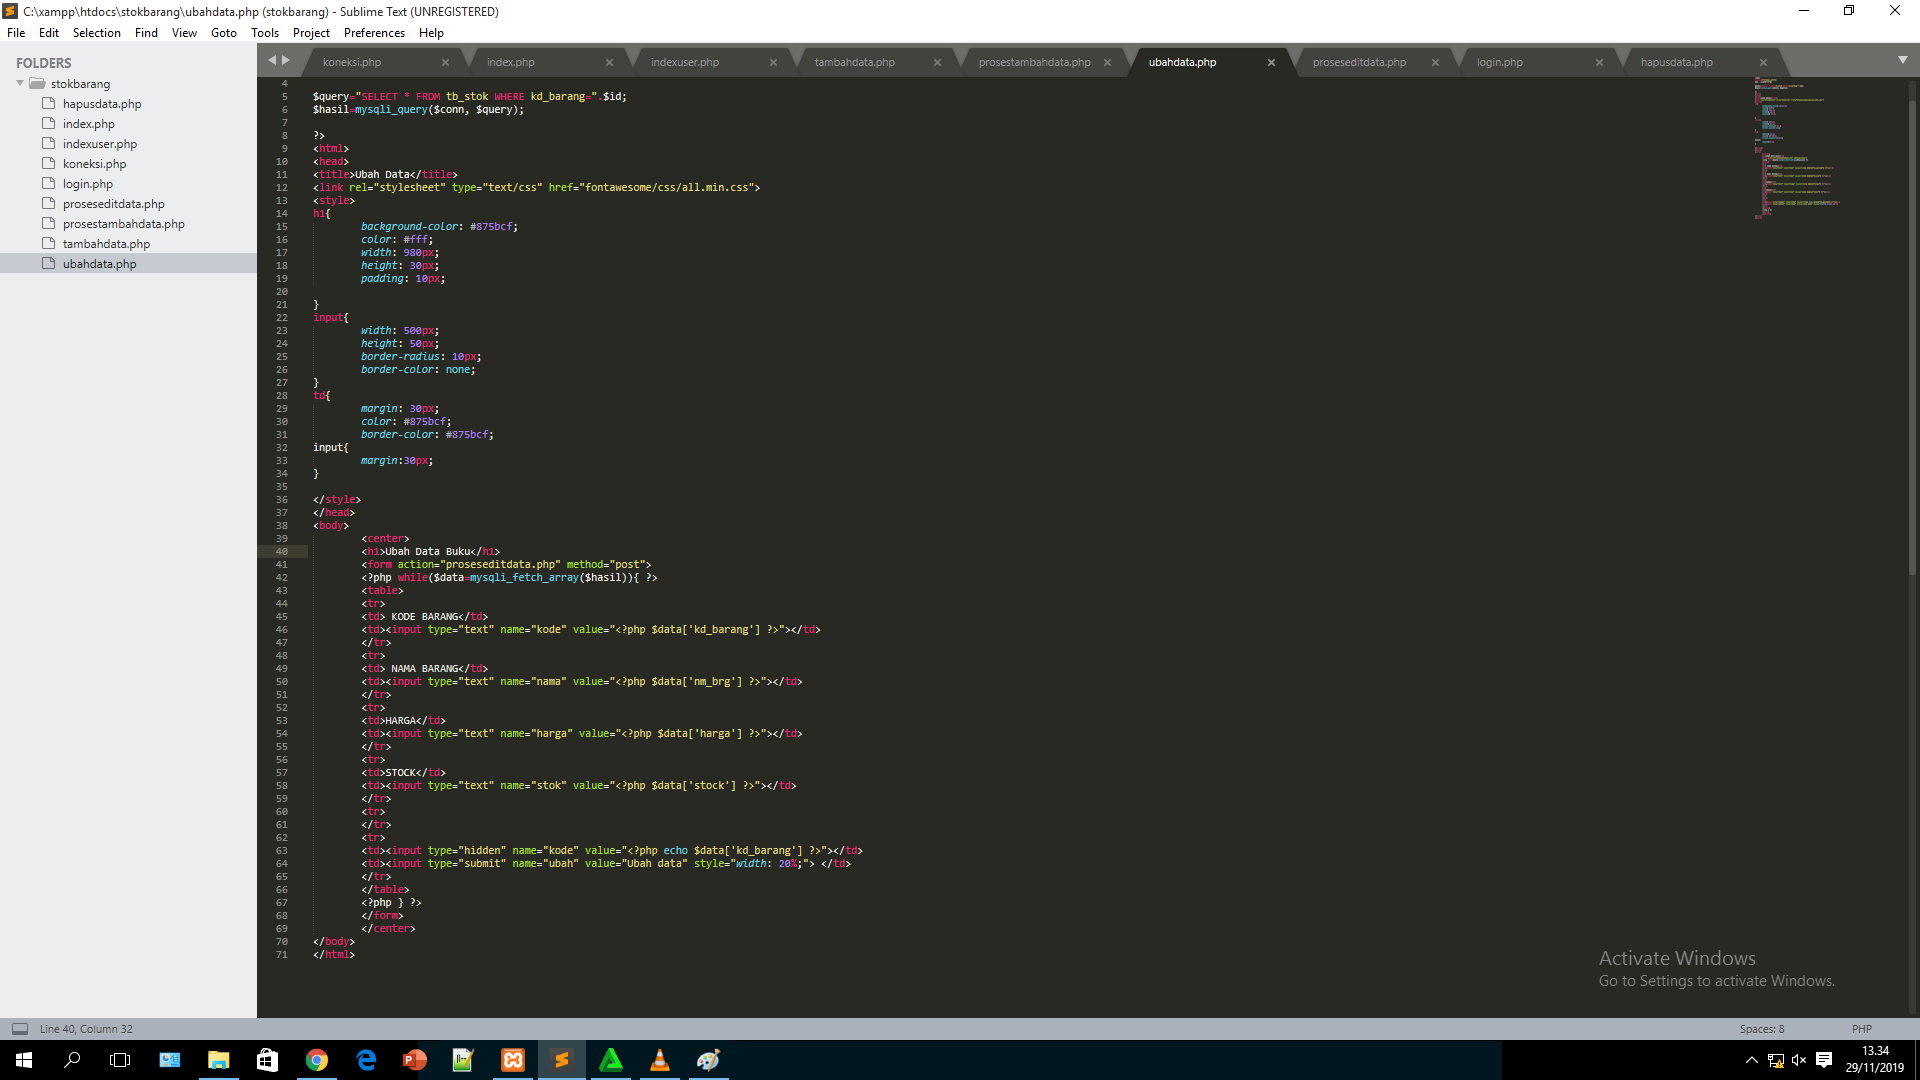 C:\xampp\htdocs\stokbarang\ubahdata.php (stokbarang) - Sublime Text (UNREGISTERED)
File Edit Selection Find View Goto Tools Project Preferences Help
FOLDERS
stokbarang
hapusdata.php
index.php
indexuser.php
koneksi.php
login.php
proseseditdata.php
prosestambahdata.php
tambahdata.php
ubahdata.php
koneksi.php × index.php × indexuser.php × tambahdata.php × prosestambahdata.php × ubahdata.php × proseseditdata.php × login.php × hapusdata.php ×
4
5 $query="SELECT * FROM tb_stok WHERE kd_barang=".$id;
6 $hasil=mysqli_query($conn, $query);
7
8 ?>
9 <html>
10 <head>
11 <title>Ubah Data</title>
12 <link rel="stylesheet" type="text/css" href="fontawesome/css/all.min.css">
13 <style>
14 h1{
15 background-color: #875bcf;
16 color: #fff;
17 width: 980px;
18 height: 30px;
19 padding: 10px;
20
21 }
22 input{
23 width: 500px;
24 height: 50px;
25 border-radius: 10px;
26 border-color: none;
27 }
28 td{
29 margin: 30px;
30 color: #875bcf;
31 border-color: #875bcf;
32 input{
33 margin:30px;
34 }
35
36 </style>
37 </head>
38 <body>
39 <center>
40 <h1>Ubah Data Buku</h1>
41 <form action="proseseditdata.php" method="post">
42 <?php while($data=mysqli_fetch_array($hasil)){ ?>
43 <table>
44 <tr>
45 <td> KODE BARANG</td>
46 <td><input type="text" name="kode" value="<?php $data['kd_barang'] ?>"></td>
47 </tr>
48 <tr>
49 <td> NAMA BARANG</td>
50 <td><input type="text" name="nama" value="<?php $data['nm_brg'] ?>"></td>
51 </tr>
52 <tr>
53 <td>HARGA</td>
54 <td><input type="text" name="harga" value="<?php $data['harga'] ?>"></td>
55 </tr>
56 <tr>
57 <td>STOCK</td>
58 <td><input type="text" name="stok" value="<?php $data['stock'] ?>"></td>
59 </tr>
60 <tr>
61 </tr>
62 <tr>
63 <td><input type="hidden" name="kode" value="<?php echo $data['kd_barang'] ?>"></td>
64 <td><input type="submit" name="ubah" value="Ubah data" style="width: 20%;"> </td>
65 </tr>
66 </table>
67 <?php } ?>
68 </form>
69 </center>
70 </body>
71 </html>
Activate Windows
Go to Settings to activate Windows.
Line 40, Column 32
Spaces: 8
PHP
13.34
29/11/2019